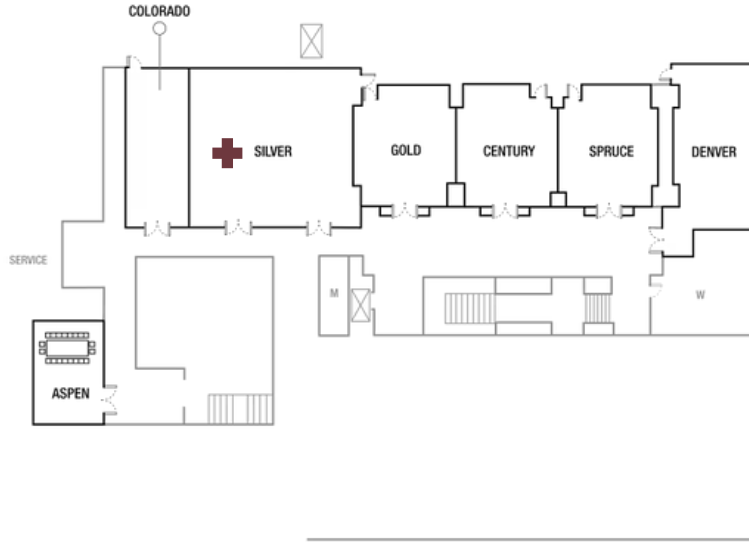 COLORADO
SILVER
GOLD
CENTURY
SPRUCE
DENVER
SERVICE
M
W
ASPEN